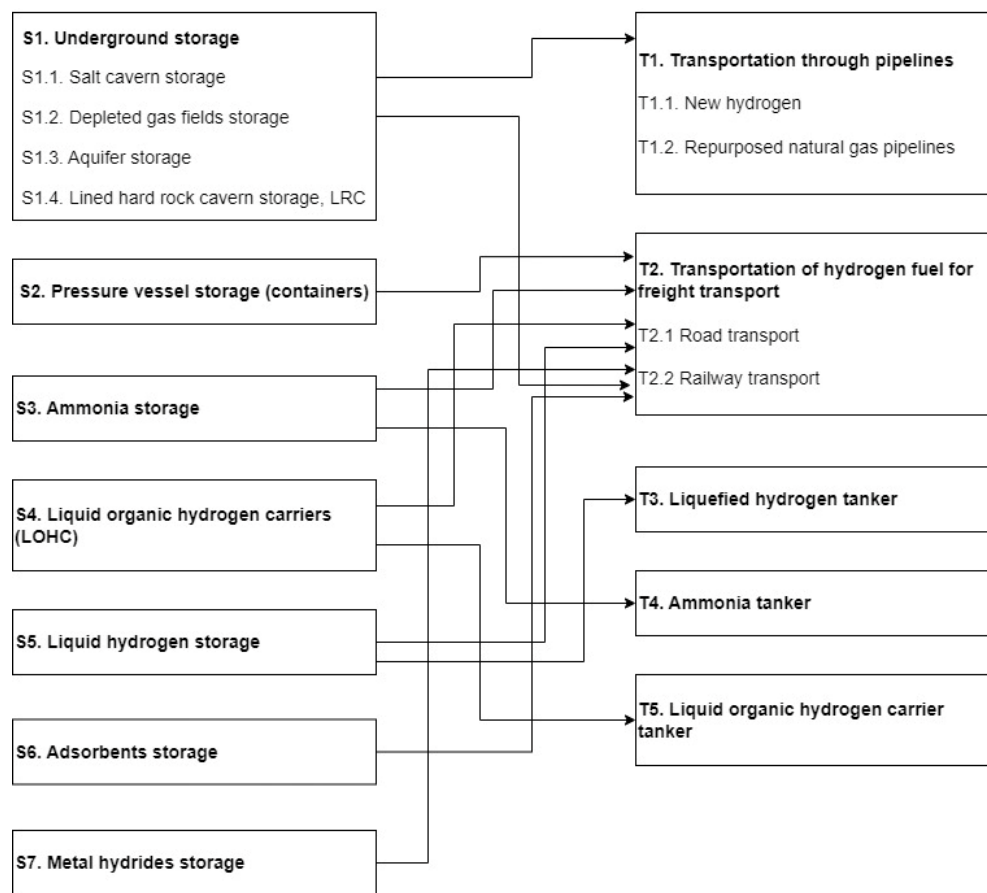 S1. Underground storage
S1.1. Salt cavern storage
S1.2. Depleted gas fields storage
S1.3. Aquifer storage
S1.4. Lined hard rock cavern storage, LRC
S2. Pressure vessel storage (containers)
S3. Ammonia storage
S4. Liquid organic hydrogen carriers
(LOHC)
S5. Liquid hydrogen storage
S6. Adsorbents storage
S7. Metal hydrides storage
T1. Transportation through pipelines
T1.1. New hydrogen
T1.2. Repurposed natural gas pipelines
T2. Transportation of hydrogen fuel for
freight transport
T2.1 Road transport
T2.2 Railway transport
T3. Liquefied hydrogen tanker
T4. Ammonia tanker
T5. Liquid organic hydrogen carrier
tanker